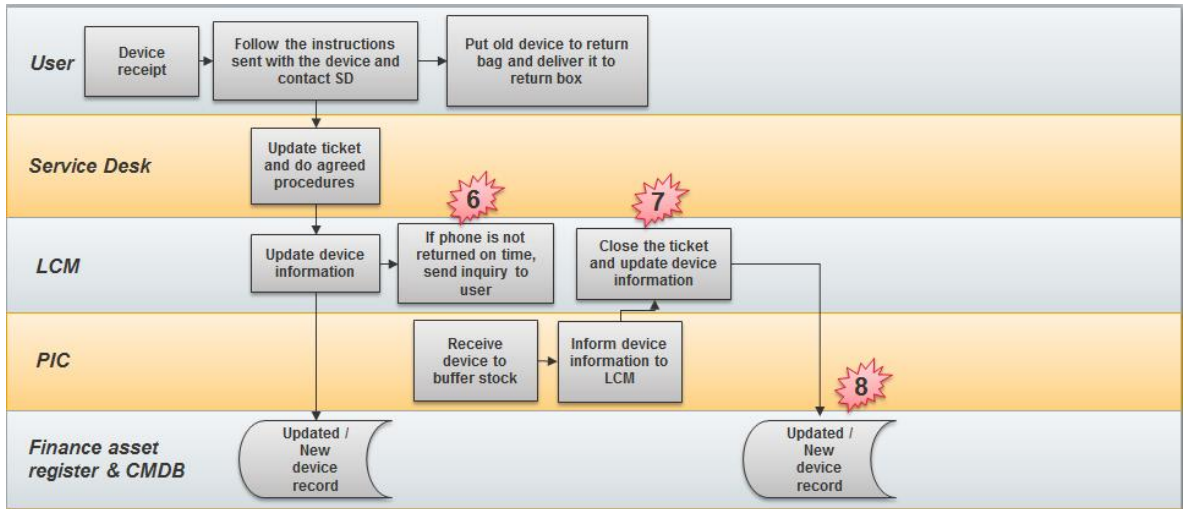 User
Device
receipt
Follow the instructions
sent with the device and
contact SD
Put old device to return
bag and deliver it to
return box
Service Desk
Update ticket
and do agreed
procedures
6
7
LCM
Update device
information
If phone is not
returned on time,
send inquiry to
user
Close the ticket
and update device
information
PIC
Receive
device to
buffer stock
Inform device
information to
LCM
8
Finance asset
register & CMDB
Updated /
New
device
record
Updated /
New
device
record